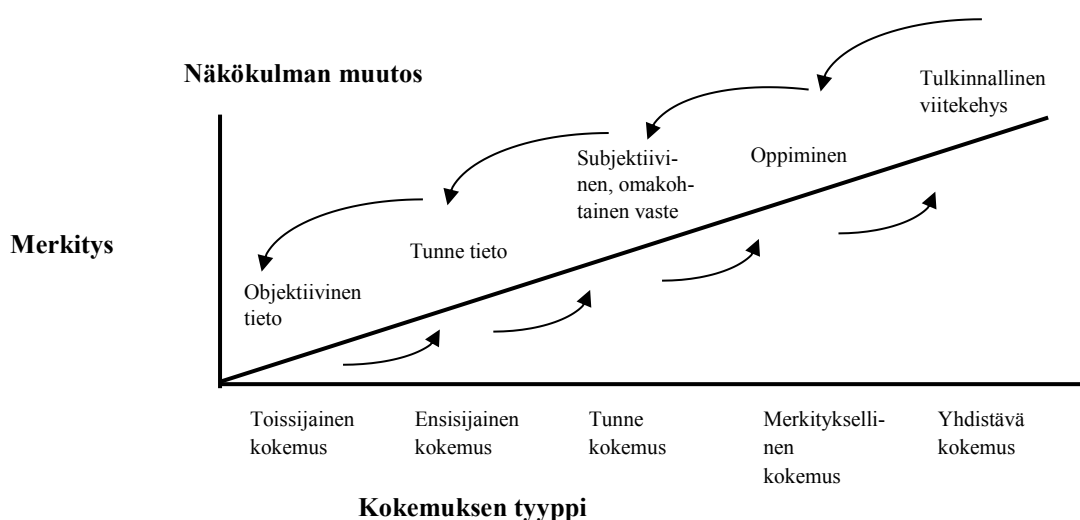 Näkökulman muutos
Tulkinnallinen
viitekehys
Subjektiivi-
nen, omakoh-
tainen vaste
Oppiminen
Merkitys
Tunne tieto
Objektiivinen
tieto
Toissijainen
kokemus
Ensisijainen
kokemus
Tunne
kokemus
Merkitykselli-
nen
kokemus
Yhdistävä
kokemus
Kokemuksen tyyppi